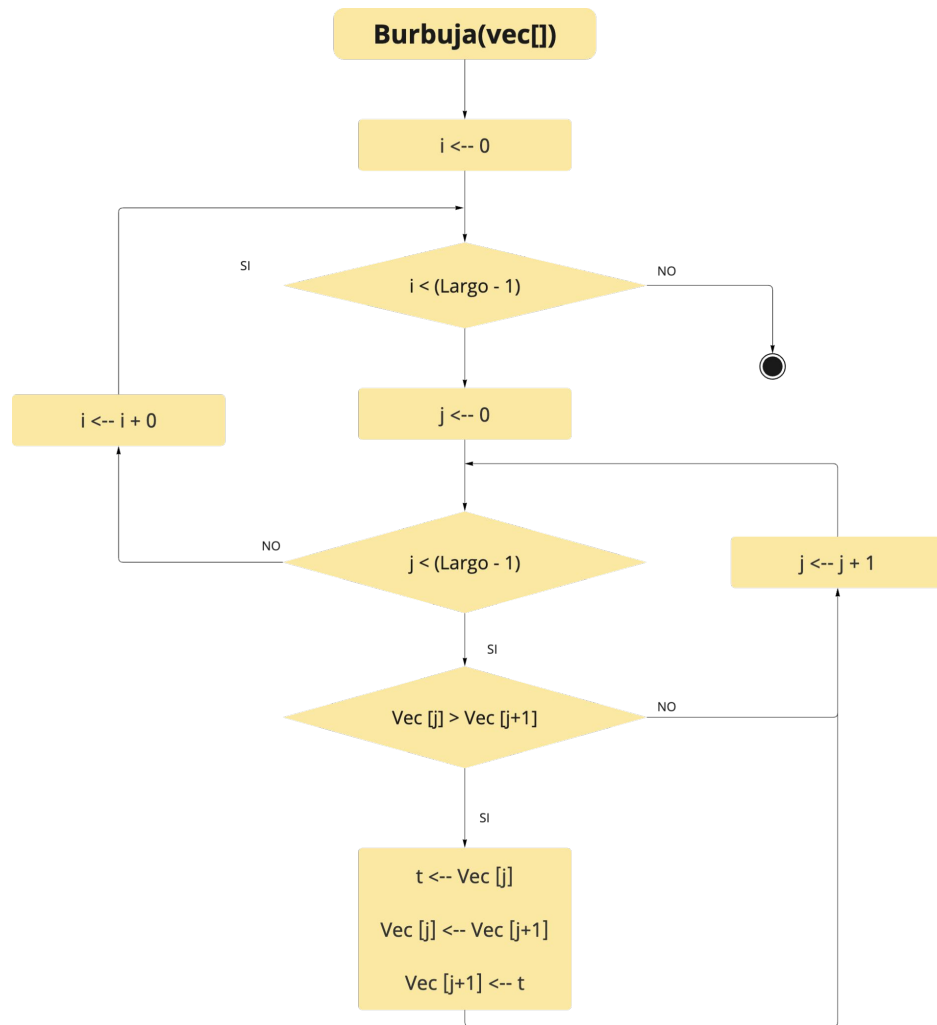 Burbuja(vec[])
i <-- 0
SI
i < (Largo - 1)
NO
i <-- i + 0
j <-- 0
NO
j < (Largo - 1)
j <-- j + 1
SI
Vec [j] > Vec [j+1]
NO
SI
t <-- Vec [j]
Vec [j] <-- Vec [j+1]
Vec [j+1] <-- t